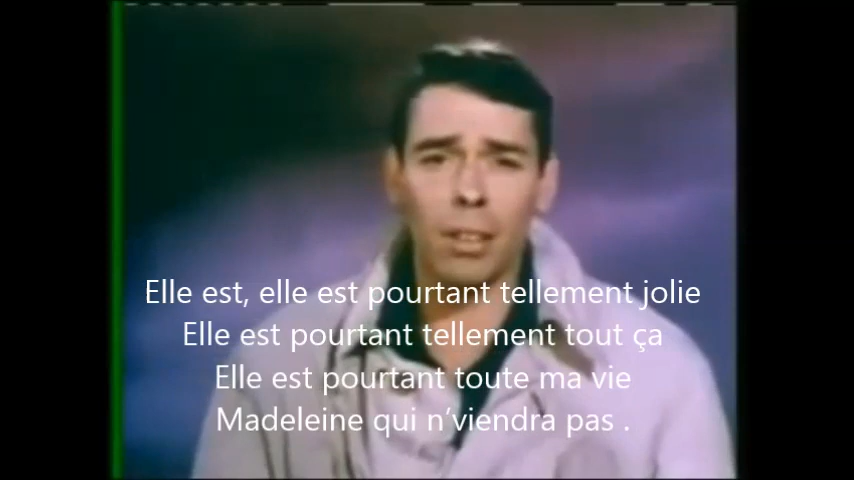 Elle est, elle est pourtant tellement jolie
Elle est pourtant tellement tout ça
Elle est pourtant toute ma vie
Madeleine qui n’viendra pas .